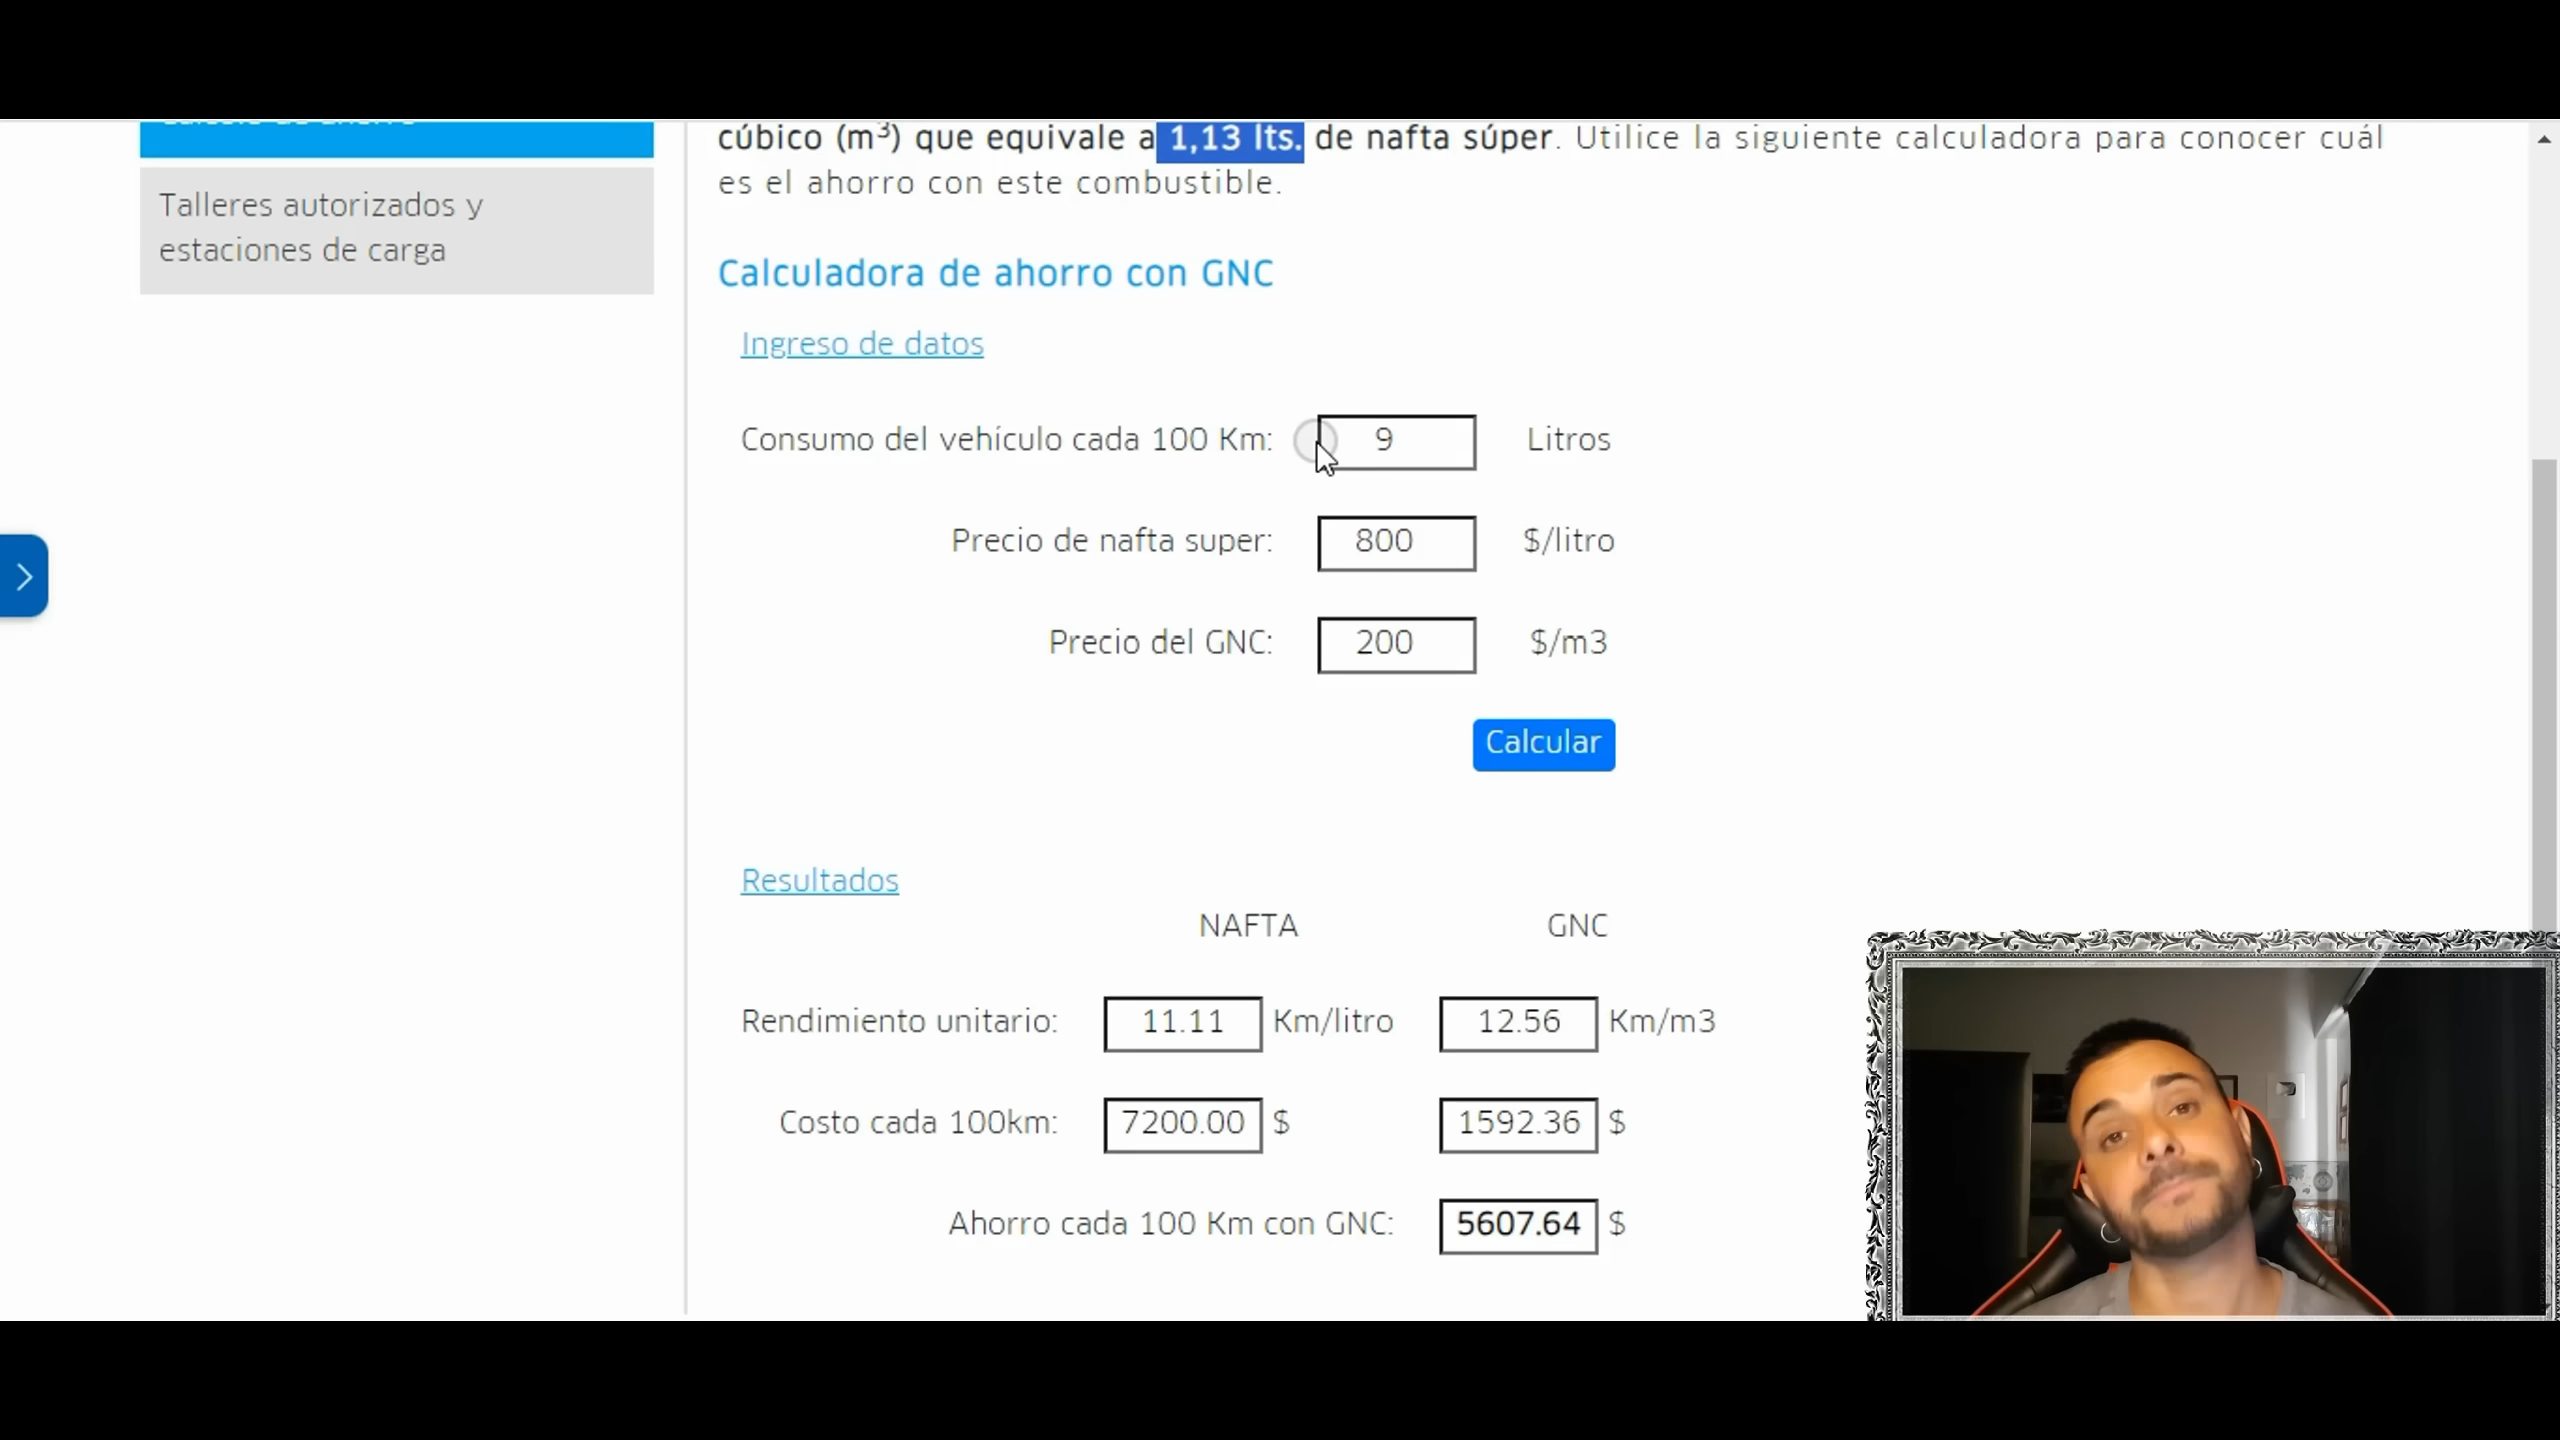 cúbico (m³) que equivale a 1,13 lts. de nafta súper. Utilice la siguiente calculadora para conocer cuál
es el ahorro con este combustible.
Talleres autorizados y
estaciones de carga
Calculadora de ahorro con GNC
Ingreso de datos
Consumo del vehículo cada 100 Km: 9 Litros
Precio de nafta super: 800 $/litro
Precio del GNC: 200 $/m3
Calcular
Resultados
NAFTA GNC
Rendimiento unitario: 11.11 Km/litro 12.56 Km/m3
Costo cada 100km: 7200.00 $ 1592.36 $
Ahorro cada 100 Km con GNC: 5607.64 $